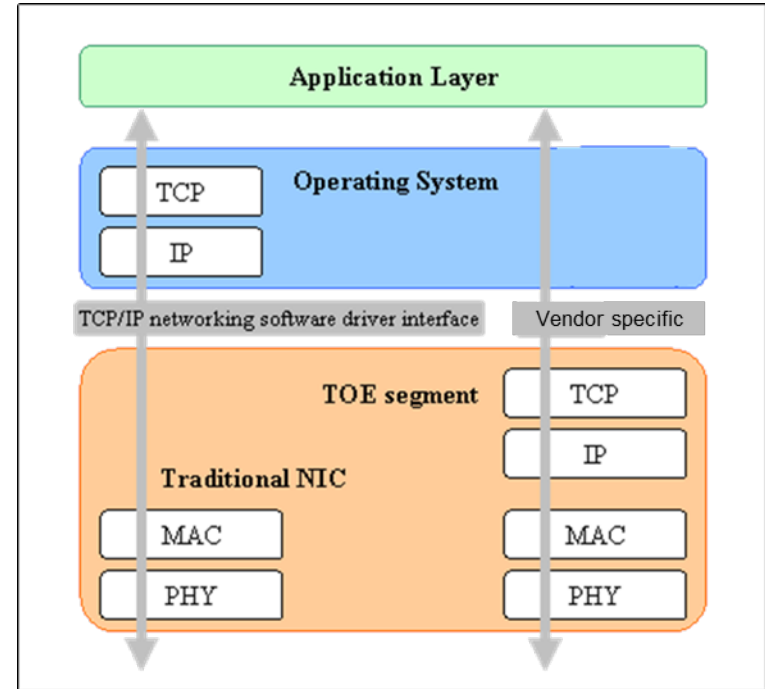 Application Layer
Operating System
TCP
IP
TCP/IP networking software driver interface
Vendor specific
TOE segment
TCP
IP
Traditional NIC
MAC
MAC
PHY
PHY